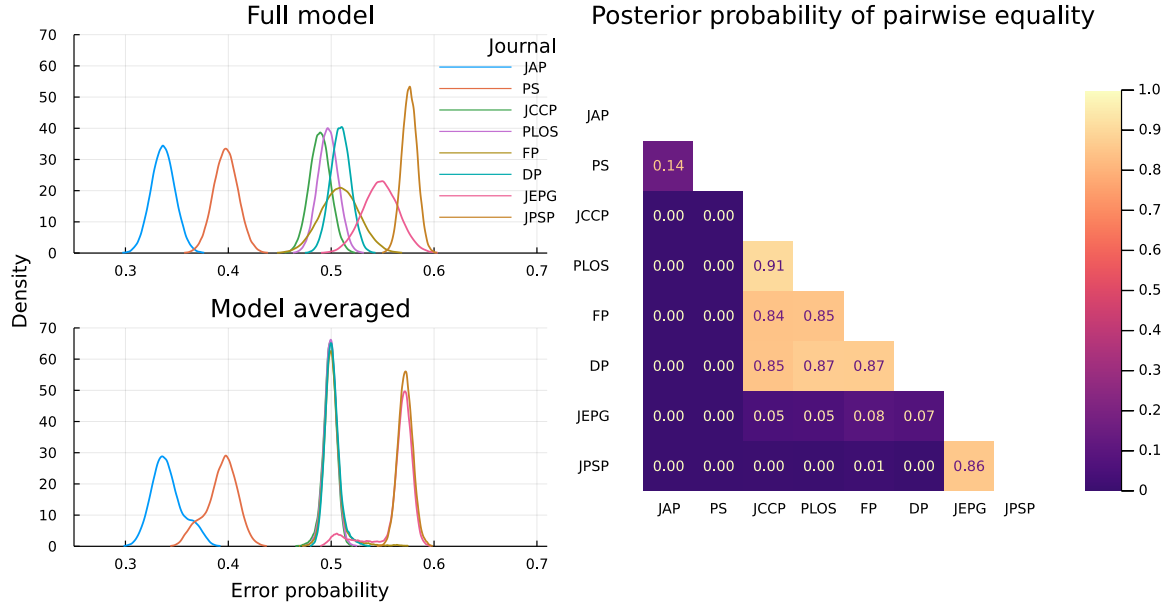 Full model
Posterior probability of pairwise equality
70
60
50
40
30
20
10
0
0.3 0.4 0.5 0.6 0.7
Journal
JAP
PS
JCCP
PLOS
FP
DP
JEPG
JPSP
Density
Model averaged
70
60
50
40
30
20
10
0
0.3 0.4 0.5 0.6 0.7
Error probability
JAP
PS 0.14
JCCP 0.00 0.00
PLOS 0.00 0.00 0.91
FP 0.00 0.00 0.84 0.85
DP 0.00 0.00 0.85 0.87 0.87
JEPG 0.00 0.00 0.05 0.05 0.08 0.07
JPSP 0.00 0.00 0.00 0.00 0.01 0.00 0.86
JAP PS JCCP PLOS FP DP JEPG JPSP
1.0
0.9
0.8
0.7
0.6
0.5
0.4
0.3
0.2
0.1
0